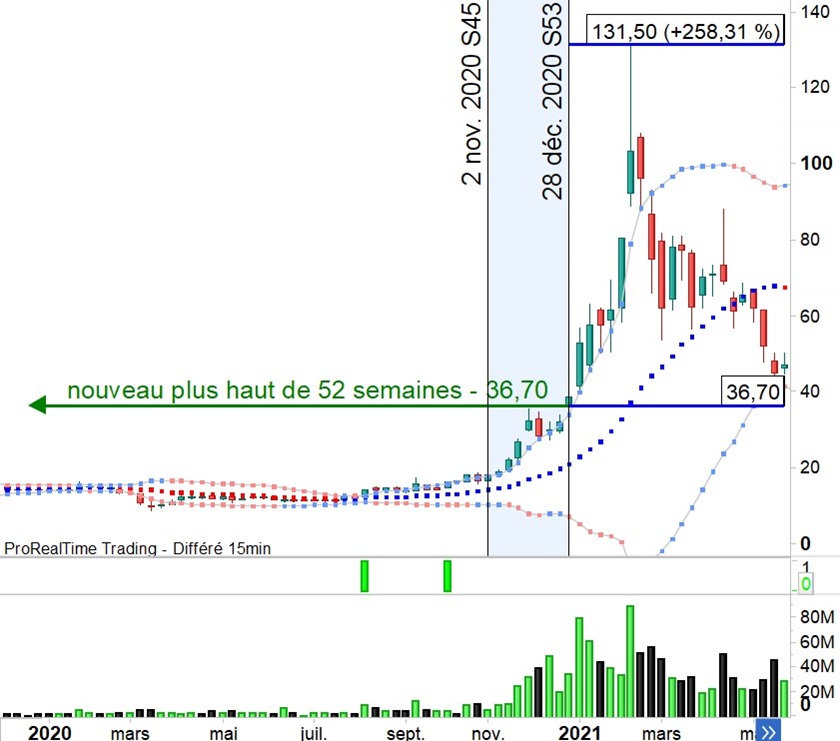 2 nov. 2020 S45
28 déc. 2020 S53
131,50 (+258,31 %)
140
120
100
80
60
40
20
0
nouveau plus haut de 52 semaines - 36,70
36,70
ProRealTime Trading - Différé 15min
1
0
80M
60M
40M
20M
0
2020 mars mai juil. sept. nov. 2021 mars